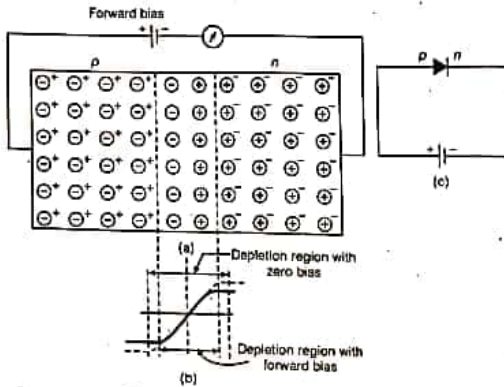 Forward bias
+ −
p n
p n
+ −
(c)
(a)
Depletion region with
zero bias
Depletion region with
forward bias
(b)